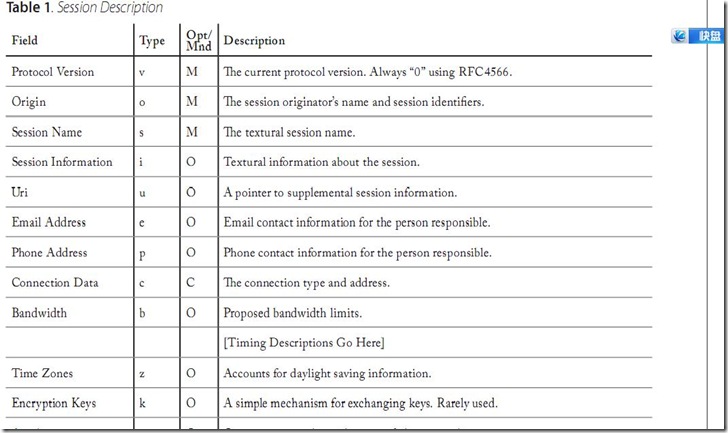 Table 1. Session Description
Field Type Opt/Mnd Description
Protocol Version v M The current protocol version. Always “0” using RFC4566.
Origin o M The session originator’s name and session identifiers.
Session Name s M The textural session name.
Session Information i O Textural information about the session.
Uri u O A pointer to supplemental session information.
Email Address e O Email contact information for the person responsible.
Phone Address p O Phone contact information for the person responsible.
Connection Data c C The connection type and address.
Bandwidth b O Proposed bandwidth limits.
[Timing Descriptions Go Here]
Time Zones z O Accounts for daylight saving information.
Encryption Keys k O A simple mechanism for exchanging keys. Rarely used.
快盘